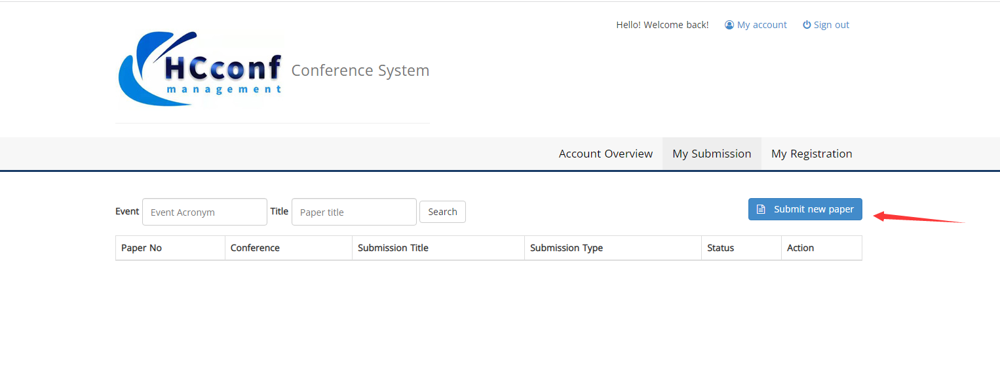 Hello! Welcome back! My account Sign out
HCconf
management
Conference System
Account Overview My Submission My Registration
Event Event Acronym Title Paper title Search Submit new paper
Paper No Conference Submission Title Submission Type Status Action